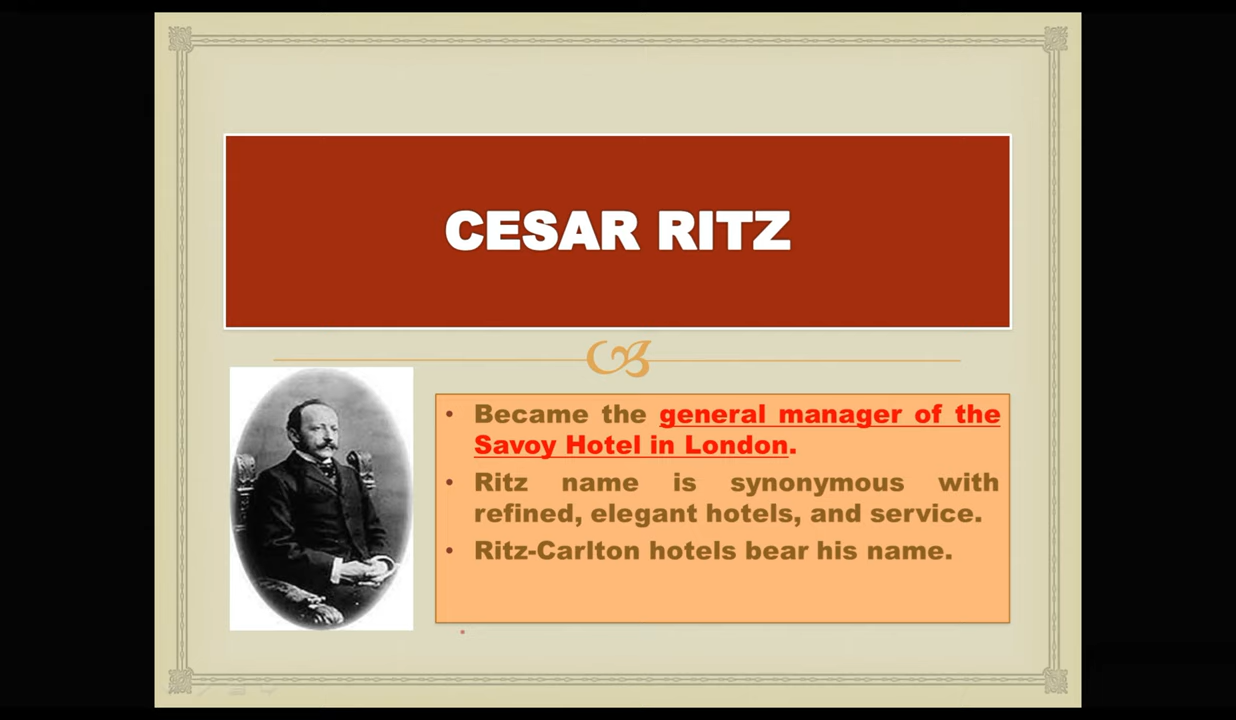 CESAR RITZ
• Became the general manager of the
Savoy Hotel in London.
• Ritz name is synonymous with
refined, elegant hotels, and service.
• Ritz-Carlton hotels bear his name.